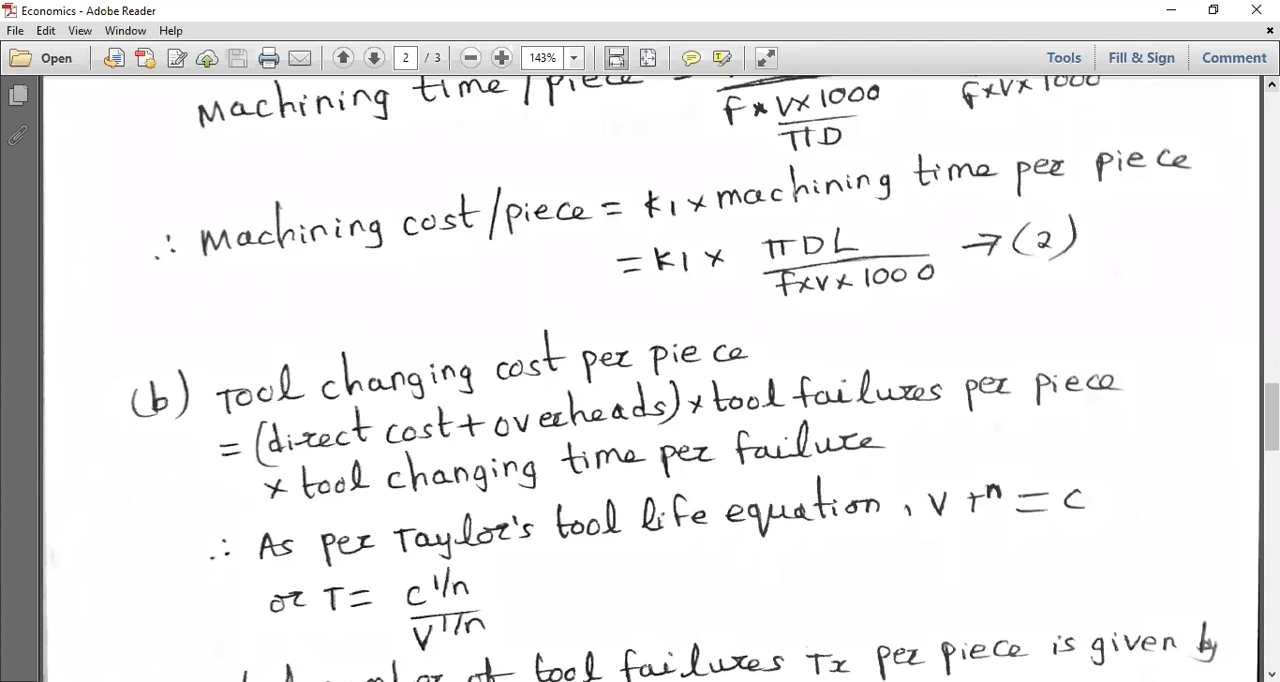 Economics - Adobe Reader
File Edit View Window Help
Open 2 / 3 143% Tools Fill & Sign Comment
Machining time/piece =
f × V × 1000
πD
f×V× 1000
∴ Machining cost/piece = K1 × machining time per piece
= K1 × πDL / f×V×1000 → (2)
(b) Tool changing cost per piece
= (direct cost + overheads) × tool failures per piece
× tool changing time per failure
∴ As per Taylor's tool life equation, V T^n = C
or T = C^1/n / V^1/n
of tool failures Tx per piece is given by